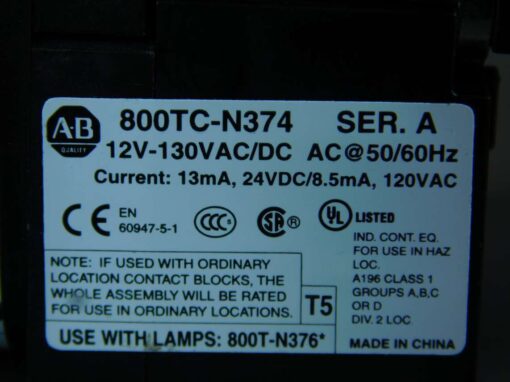 A-B
QUALITY
800TC-N374 SER. A
12V-130VAC/DC AC@50/60Hz
Current: 13mA, 24VDC/8.5mA, 120VAC
CE EN
60947-5-1
CCC
SA ®
UL LISTED
IND. CONT. EQ.
FOR USE IN HAZ
LOC.
A196 CLASS 1
GROUPS A,B,C
OR D
DIV. 2 LOC
NOTE: IF USED WITH ORDINARY
LOCATION CONTACT BLOCKS, THE
WHOLE ASSEMBLY WILL BE RATED
FOR USE IN ORDINARY LOCATIONS.
T5
USE WITH LAMPS: 800T-N376*
MADE IN CHINA